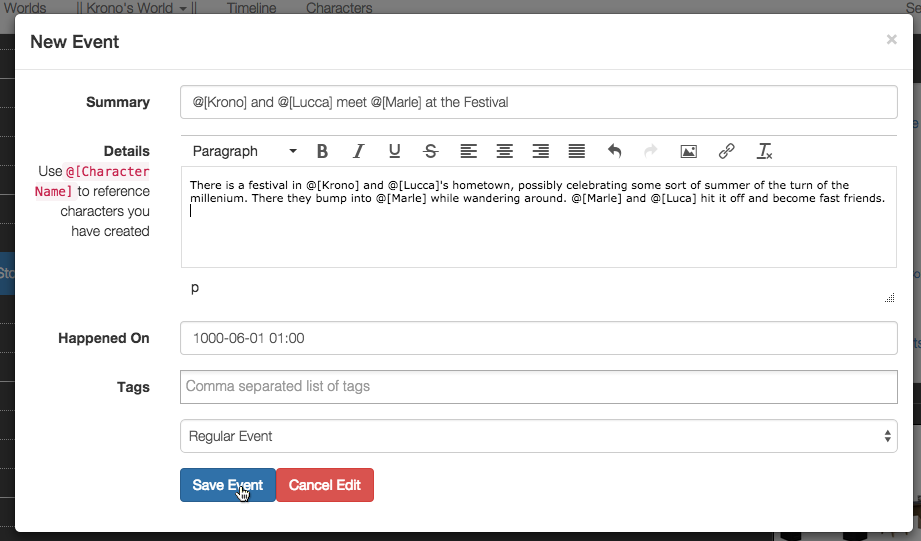 Worlds || Krono's World Timeline Characters Se
New Event ×
Summary @[Krono] and @[Lucca] meet @[Marle] at the Festival
Details Paragraph B I U S
Use @[Character
Name] to reference
characters you
have created
There is a festival in @[Krono] and @[Lucca]'s hometown, possibly celebrating some sort of summer of the turn of the
millenium. There they bump into @[Marle] while wandering around. @[Marle] and @[Luca] hit it off and become fast friends.
p
Happened On 1000-06-01 01:00
Tags Comma separated list of tags
Regular Event
Save Event Cancel Edit